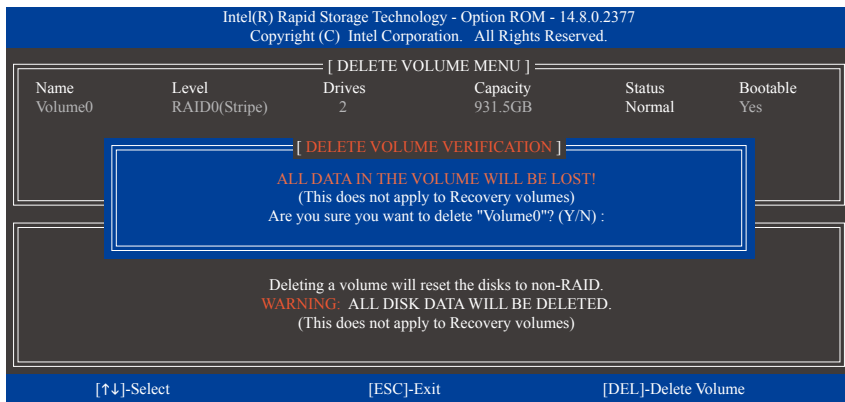 Intel(R) Rapid Storage Technology - Option ROM - 14.8.0.2377
Copyright (C) Intel Corporation. All Rights Reserved.
[ DELETE VOLUME MENU ]
Name Level Drives Capacity Status Bootable
Volume0 RAID0(Stripe) 2 931.5GB Normal Yes
[ DELETE VOLUME VERIFICATION ]
ALL DATA IN THE VOLUME WILL BE LOST!
(This does not apply to Recovery volumes)
Are you sure you want to delete "Volume0"? (Y/N) :
Deleting a volume will reset the disks to non-RAID.
WARNING: ALL DISK DATA WILL BE DELETED.
(This does not apply to Recovery volumes)
[↑↓]-Select [ESC]-Exit [DEL]-Delete Volume